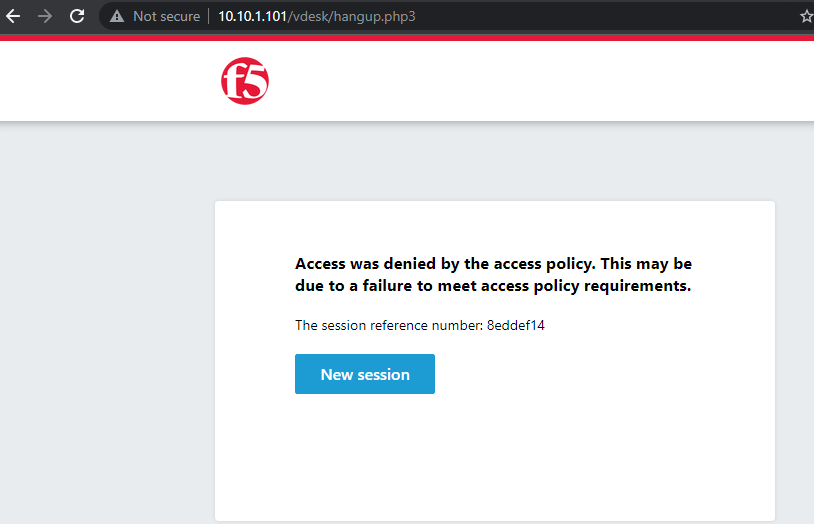 Not secure 10.10.1.101/vdesk/hangup.php3
f5
Access was denied by the access policy. This may be
due to a failure to meet access policy requirements.
The session reference number: 8eddef14
New session